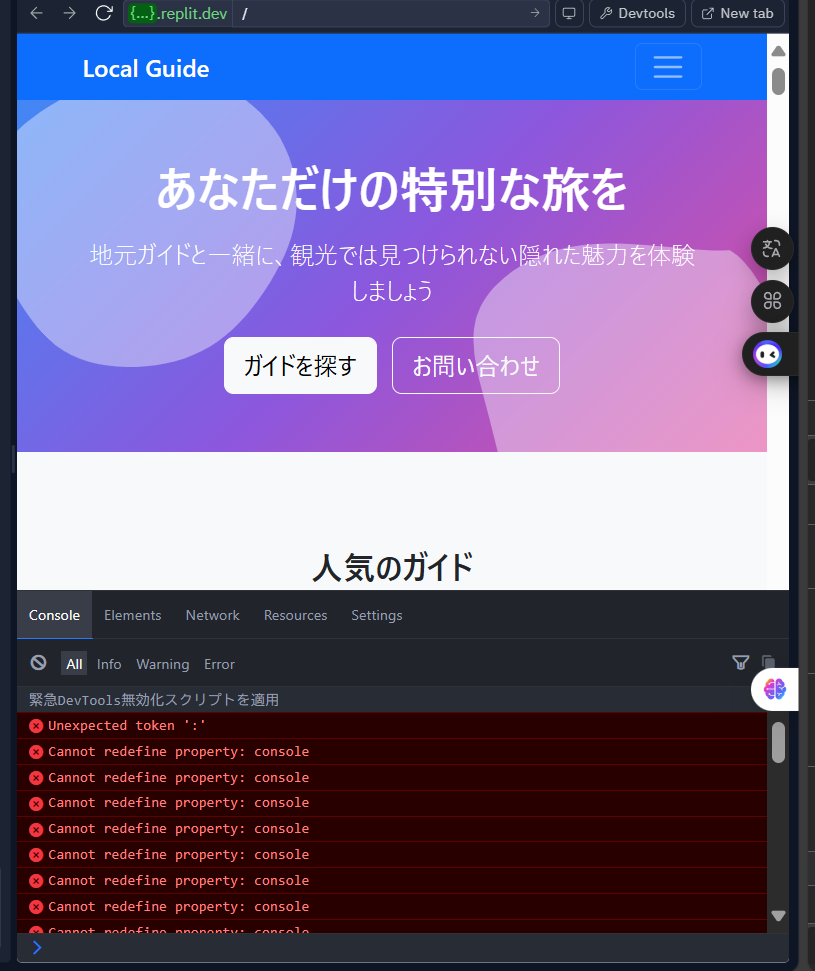 {...}.replit.dev /
Devtools
New tab
Local Guide
あなただけの特別な旅を
地元ガイドと一緒に、観光では見つけられない隠れた魅力を体験
しましょう
ガイドを探す
お問い合わせ
人気のガイド
Console Elements Network Resources Settings
All Info Warning Error
緊急DevTools無効化スクリプトを適用
Unexpected token ':'
Cannot redefine property: console
Cannot redefine property: console
Cannot redefine property: console
Cannot redefine property: console
Cannot redefine property: console
Cannot redefine property: console
Cannot redefine property: console
Cannot redefine property: console